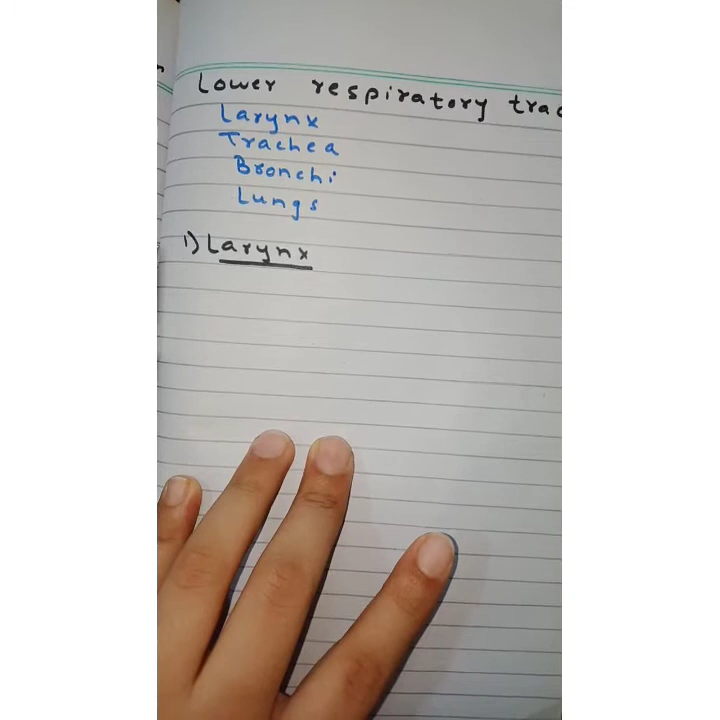 Lower respiratory trac
Larynx
Trachea
Bronchi
Lungs
1) Larynx